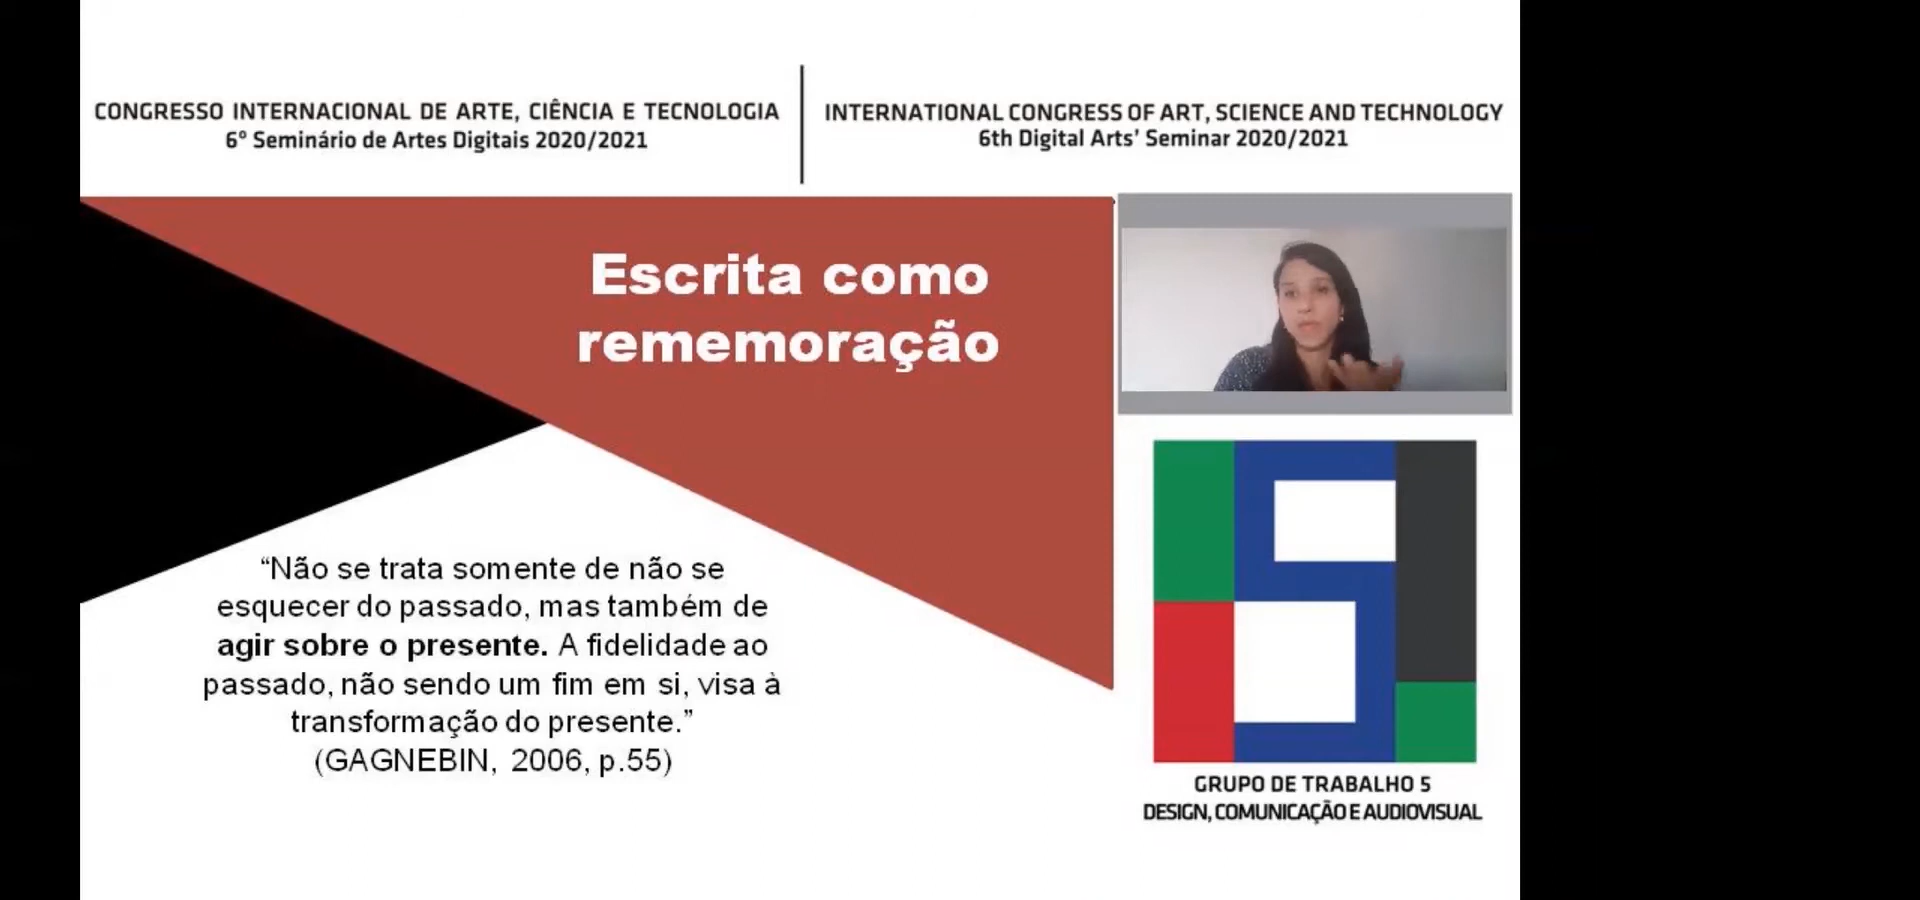 CONGRESSO INTERNACIONAL DE ARTE, CIÊNCIA E TECNOLOGIA
6º Seminário de Artes Digitais 2020/2021
INTERNATIONAL CONGRESS OF ART, SCIENCE AND TECHNOLOGY
6th Digital Arts’ Seminar 2020/2021
Escrita como
rememoração
“Não se trata somente de não se
esquecer do passado, mas também de
agir sobre o presente. A fidelidade ao
passado, não sendo um fim em si, visa à
transformação do presente.”
(GAGNEBIN, 2006, p.55)
GRUPO DE TRABALHO 5
DESIGN, COMUNICAÇÃO E AUDIOVISUAL